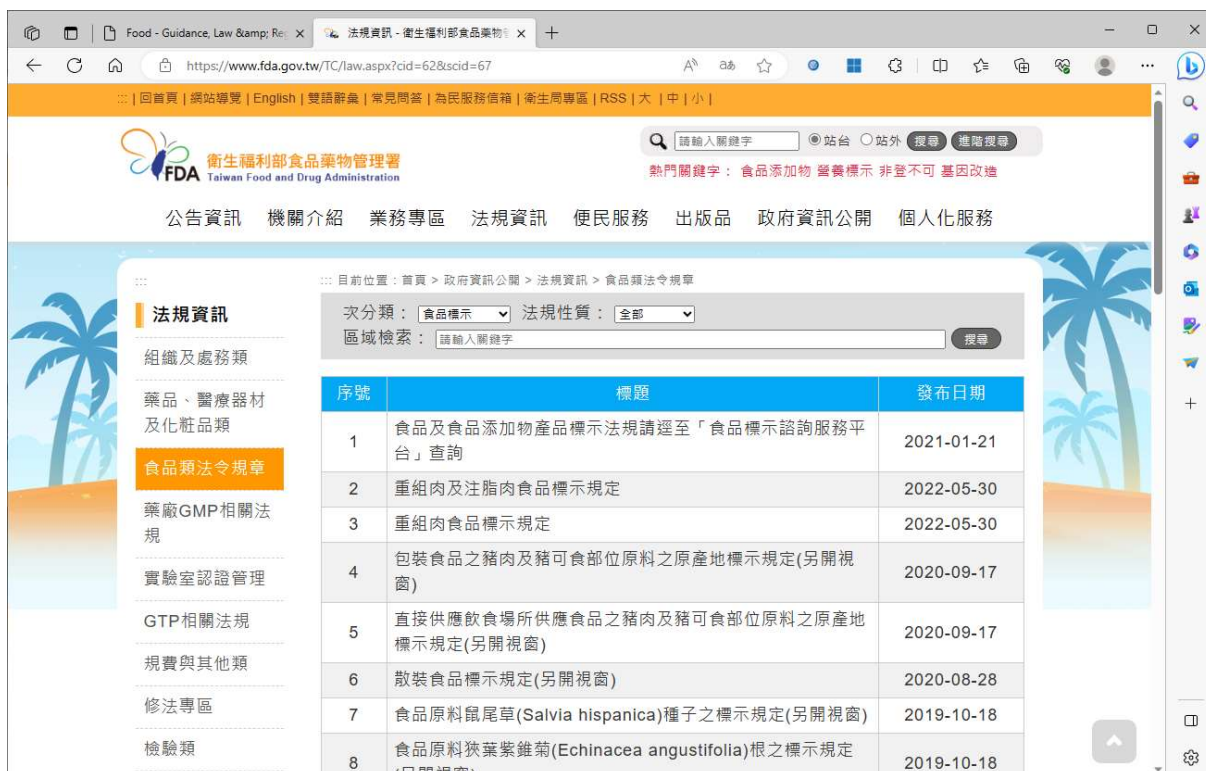 Food - Guidance, Law &amp; Re
法規資訊 - 衛生福利部食品藥物
https://www.fda.gov.tw/TC/law.aspx?cid=62&scid=67
::: | 回首頁 | 網站導覽 | English | 雙語辭彙 | 常見問答 | 為民服務信箱 | 衛生局專區 | RSS | 大 | 中 | 小 |
FDA 衛生福利部食品藥物管理署
Taiwan Food and Drug Administration
請輸入關鍵字 站台 站外 搜尋 進階搜尋
熱門關鍵字： 食品添加物 營養標示 非登不可 基因改造
公告資訊 機關介紹 業務專區 法規資訊 便民服務 出版品 政府資訊公開 個人化服務
:::
法規資訊
組織及處務類
藥品、醫療器材
及化粧品類
食品類法令規章
藥廠GMP相關法
規
實驗室認證管理
GTP相關法規
規費與其他類
修法專區
檢驗類
::: 目前位置：首頁 > 政府資訊公開 > 法規資訊 > 食品類法令規章
次分類： 食品標示 法規性質： 全部
區域檢索： 請輸入關鍵字 搜尋
序號 標題 發布日期
1 食品及食品添加物產品標示法規請逕至「食品標示諮詢服務平
台」查詢 2021-01-21
2 重組肉及注脂肉食品標示規定 2022-05-30
3 重組肉食品標示規定 2022-05-30
4 包裝食品之豬肉及豬可食部位原料之原產地標示規定(另開視
窗) 2020-09-17
5 直接供應飲食場所供應食品之豬肉及豬可食部位原料之原產地
標示規定(另開視窗) 2020-09-17
6 散裝食品標示規定(另開視窗) 2020-08-28
7 食品原料鼠尾草(Salvia hispanica)種子之標示規定(另開視窗) 2019-10-18
8 食品原料狹葉紫錐菊(Echinacea angustifolia)根之標示規定 2019-10-18